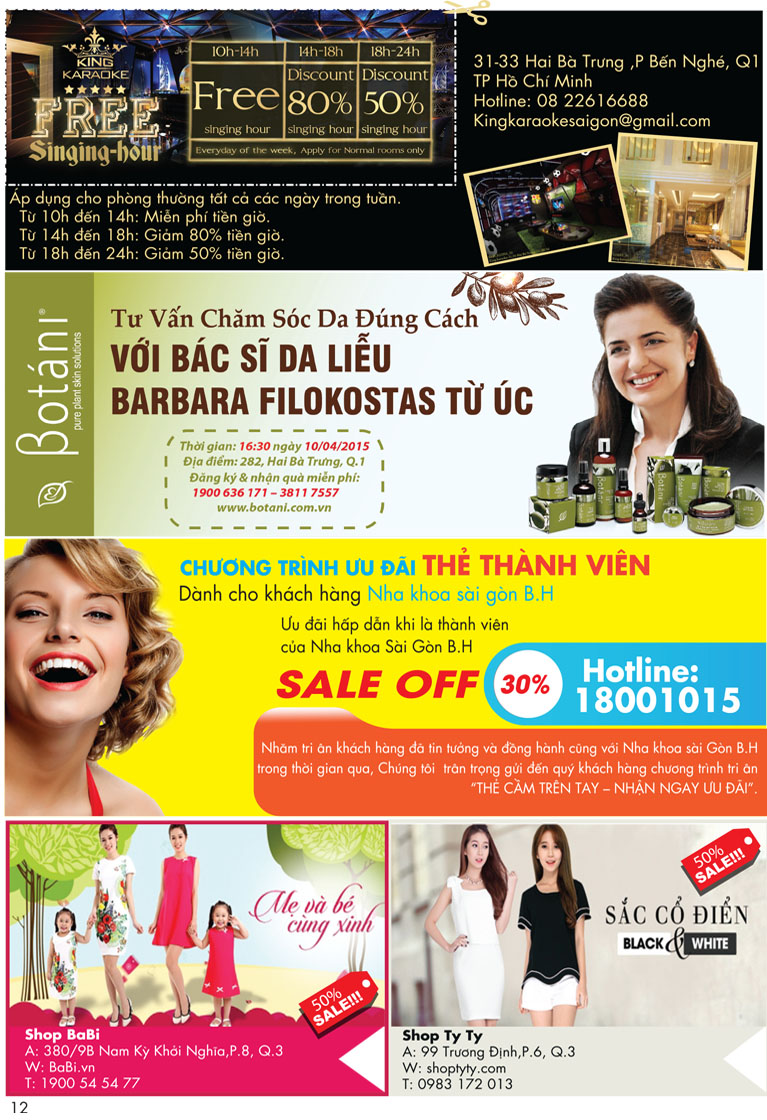 KING
KARAOKE
FREE
Singing-hour
10h-14h
Free
singing hour
14h-18h
Discount
80%
singing hour
18h-24h
Discount
50%
singing hour
Everyday of the week, Apply for Normal rooms only
31-33 Hai Bà Trưng ,P Bến Nghé, Q1
TP Hồ Chí Minh
Hotline: 08 22616688
Kingkaraokesaigon@gmail.com
Áp dụng cho phòng thường tất cả các ngày trong tuần.
Từ 10h đến 14h: Miễn phí tiền giờ.
Từ 14h đến 18h: Giảm 80% tiền giờ.
Từ 18h đến 24h: Giảm 50% tiền giờ.
Botáni®
pure plant skin solutions
Tư Vấn Chăm Sóc Da Đúng Cách
VỚI BÁC SĨ DA LIỄU
BARBARA FILOKOSTAS TỪ ÚC
Thời gian: 16:30 ngày 10/04/2015
Địa điểm: 282, Hai Bà Trưng, Q.1
Đăng ký & nhận quà miễn phí:
1900 636 171 – 3811 7557
www.botani.com.vn
Botáni
CHƯƠNG TRÌNH ƯU ĐÃI THẺ THÀNH VIÊN
Dành cho khách hàng Nha khoa sài gòn B.H
Ưu đãi hấp dẫn khi là thành viên
của Nha khoa Sài Gòn B.H
SALE OFF 30%
Hotline:
18001015
Nhằm tri ân khách hàng đã tin tưởng và đồng hành cũng với Nha khoa sài Gòn B.H
trong thời gian qua, Chúng tôi trân trọng gửi đến quý khách hàng chương trình tri ân
“THẺ CẦM TRÊN TAY – NHẬN NGAY ƯU ĐÃI”.
Mẹ và bé
cùng xinh
50%
SALE!!!
Shop BaBi
A: 380/9B Nam Kỳ Khởi Nghĩa,P.8, Q.3
W: BaBi.vn
T: 1900 54 54 77
50%
SALE!!!
SẮC CỔ ĐIỂN
BLACK & WHITE
Shop Ty Ty
A: 99 Trương Định,P.6, Q.3
W: shoptyty.com
T: 0983 172 013
12